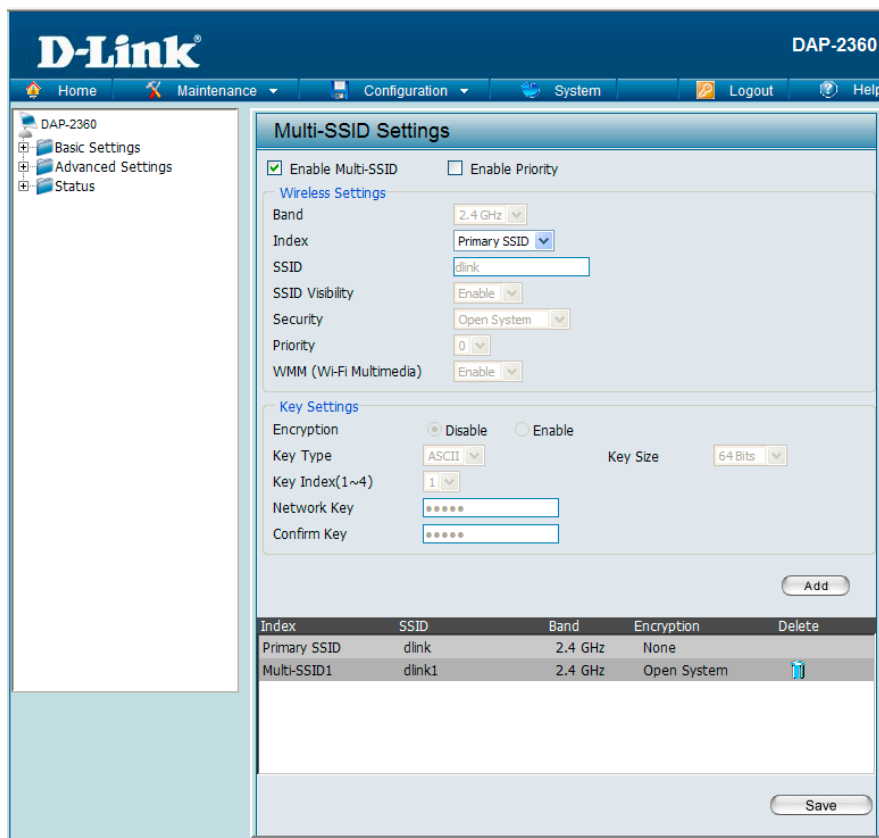 D-Link®
DAP-2360
Home Maintenance Configuration System Logout Help
DAP-2360
Basic Settings
Advanced Settings
Status
Multi-SSID Settings
Enable Multi-SSID Enable Priority
Wireless Settings
Band 2.4 GHz
Index Primary SSID
SSID dlink
SSID Visibility Enable
Security Open System
Priority 0
WMM (Wi-Fi Multimedia) Enable
Key Settings
Encryption Disable Enable
Key Type ASCII Key Size 64 Bits
Key Index(1~4) 1
Network Key •••••
Confirm Key •••••
Add
Index SSID Band Encryption Delete
Primary SSID dlink 2.4 GHz None
Multi-SSID1 dlink1 2.4 GHz Open System
Save